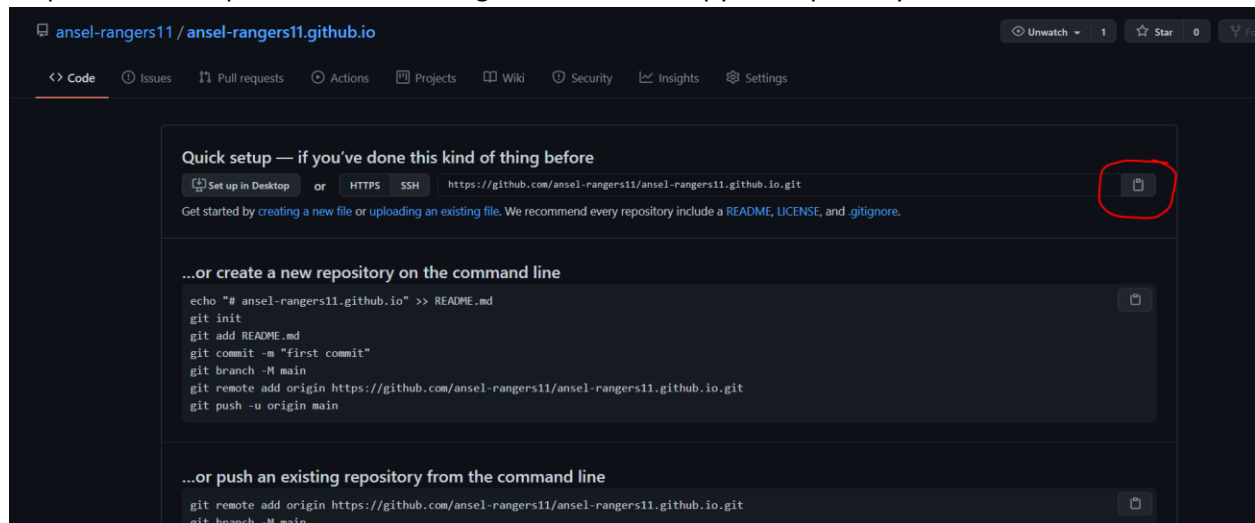 ansel-rangers11 / ansel-rangers11.github.io
Unwatch 1 Star 0
Code Issues Pull requests Actions Projects Wiki Security Insights Settings
Quick setup — if you've done this kind of thing before
Set up in Desktop or HTTPS SSH https://github.com/ansel-rangers11/ansel-rangers11.github.io.git
Get started by creating a new file or uploading an existing file. We recommend every repository include a README, LICENSE, and .gitignore.
...or create a new repository on the command line
echo "# ansel-rangers11.github.io" >> README.md
git init
git add README.md
git commit -m "first commit"
git branch -M main
git remote add origin https://github.com/ansel-rangers11/ansel-rangers11.github.io.git
git push -u origin main
...or push an existing repository from the command line
git remote add origin https://github.com/ansel-rangers11/ansel-rangers11.github.io.git
git branch -M main